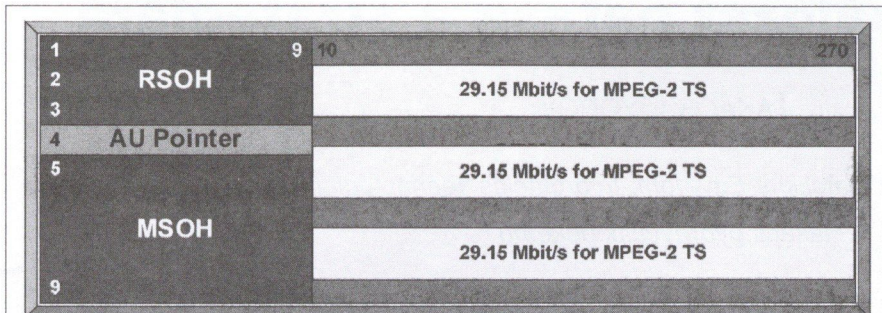 1 9 10 270
2 RSOH
29.15 Mbit/s for MPEG-2 TS
3
4 AU Pointer
5
29.15 Mbit/s for MPEG-2 TS
MSOH
29.15 Mbit/s for MPEG-2 TS
9